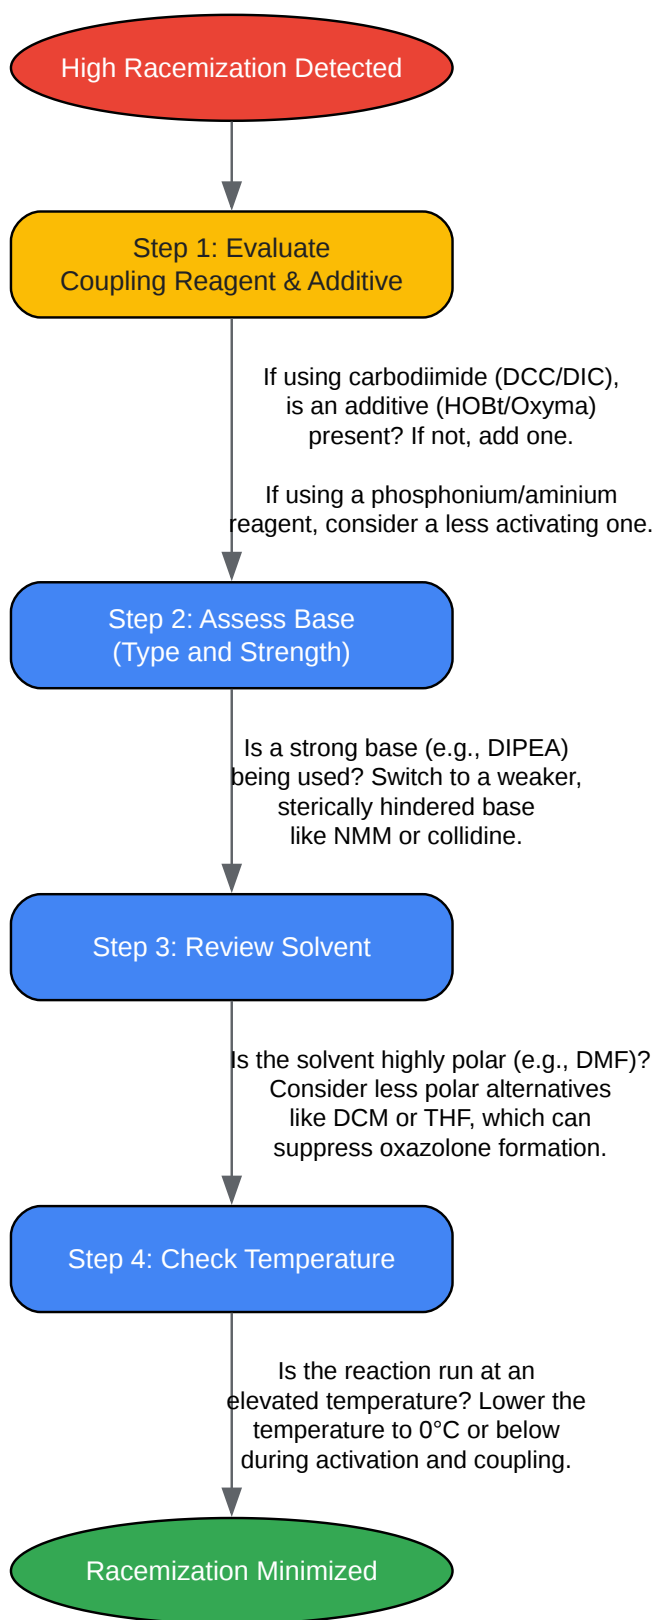 High Racemization Detected
Step 1: Evaluate
Coupling Reagent & Additive
If using carbodiimide (DCC/DIC),
is an additive (HOBt/Oxyma)
present? If not, add one.
If using a phosphonium/aminium
reagent, consider a less activating one.
Step 2: Assess Base
(Type and Strength)
Is a strong base (e.g., DIPEA)
being used? Switch to a weaker,
sterically hindered base
like NMM or collidine.
Step 3: Review Solvent
Is the solvent highly polar (e.g., DMF)?
Consider less polar alternatives
like DCM or THF, which can
suppress oxazolone formation.
Step 4: Check Temperature
Is the reaction run at an
elevated temperature? Lower the
temperature to 0°C or below
during activation and coupling.
Racemization Minimized